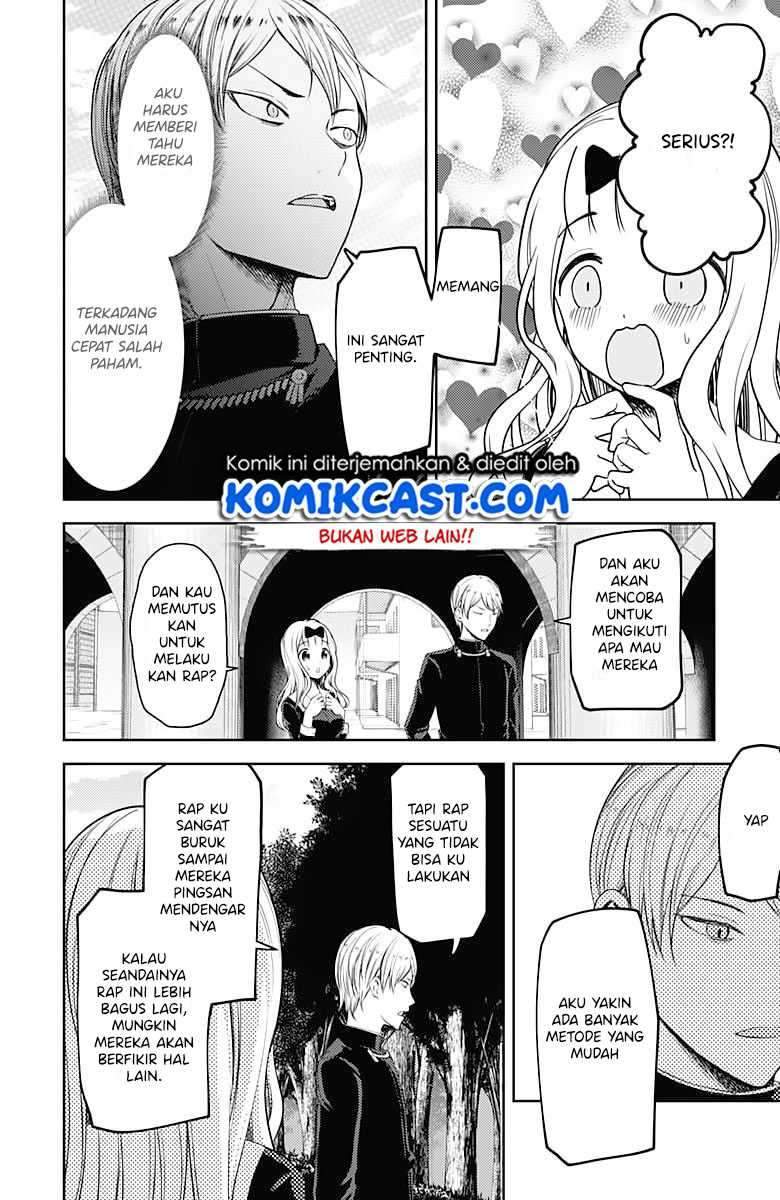 SERIUS?!
MEMANG
INI SANGAT
PENTING.
AKU
HARUS
MEMBERI
TAHU
MEREKA
TERKADANG
MANUSIA
CEPAT SALAH
PAHAM.
Komik ini diterjemahkan & diedit oleh
KOMIKCAST.COM
BUKAN WEB LAIN!!
DAN AKU
AKAN
MENCOBA
UNTUK
MENGIKUTI
APA MAU
MEREKA
DAN KAU
MEMUTUS
KAN
UNTUK
MELAKU
KAN RAP?
YAP
AKU YAKIN
ADA BANYAK
METODE YANG
MUDAH
TAPI RAP
SESUATU
YANG TIDAK
BISA KU
LAKUKAN
RAP KU
SANGAT
BURUK
SAMPAI
MEREKA
PINGSAN
MENDENGAR
NYA
KALAU
SEANDAINYA
RAP INI LEBIH
BAGUS LAGI,
MUNGKIN
MEREKA AKAN
BERFIKIR HAL
LAIN.